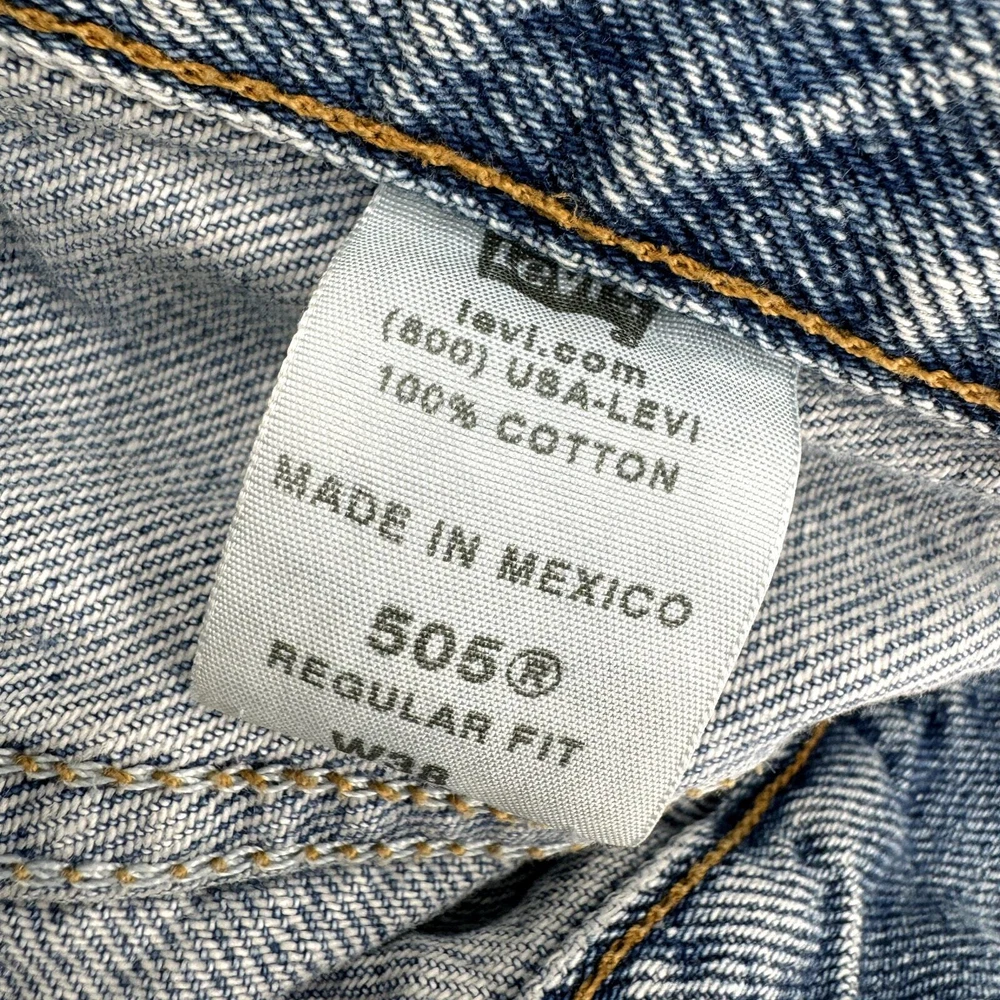 Levi's
levi.com
(800) USA-LEVI
100% COTTON
MADE IN MEXICO
505®
REGULAR FIT